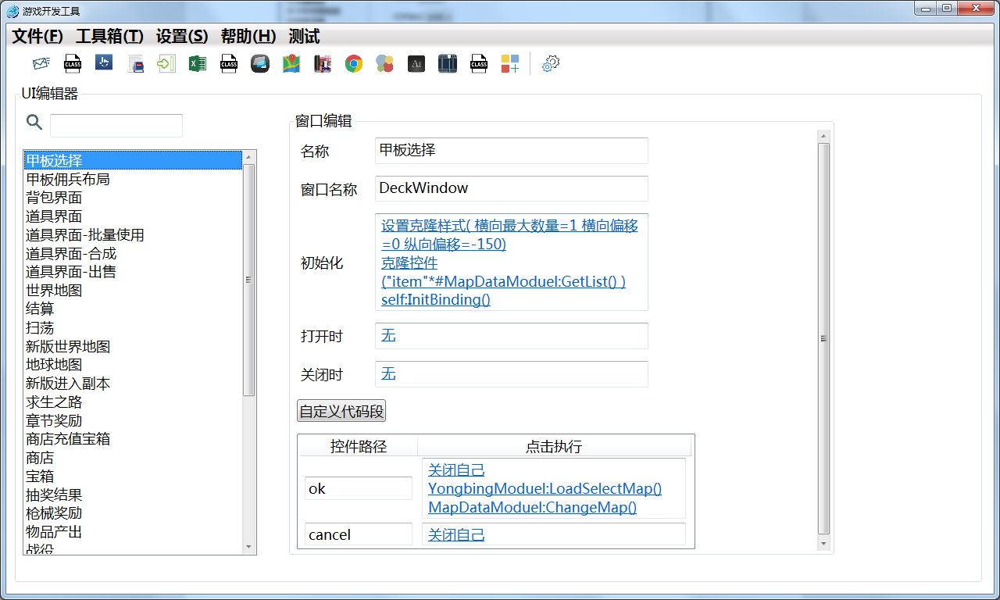 游戏开发工具
文件(F) 工具箱(T) 设置(S) 帮助(H) 测试
CLASS CLASS AI CLASS
UI编辑器
甲板选择
甲板佣兵布局
背包界面
道具界面
道具界面-批量使用
道具界面-合成
道具界面-出售
世界地图
结算
扫荡
新版世界地图
地球地图
新版进入副本
求生之路
章节奖励
商店充值宝箱
商店
宝箱
抽奖结果
枪械奖励
物品产出
战役
窗口编辑
名称 甲板选择
窗口名称 DeckWindow
初始化
设置克隆样式( 横向最大数量=1 横向偏移
=0 纵向偏移=-150)
克隆控件
("item"*#MapDataModuel:GetList() )
self:InitBinding()
打开时 无
关闭时 无
自定义代码段
控件路径 点击执行
ok
关闭自己
YongbingModuel:LoadSelectMap()
MapDataModuel:ChangeMap()
cancel 关闭自己